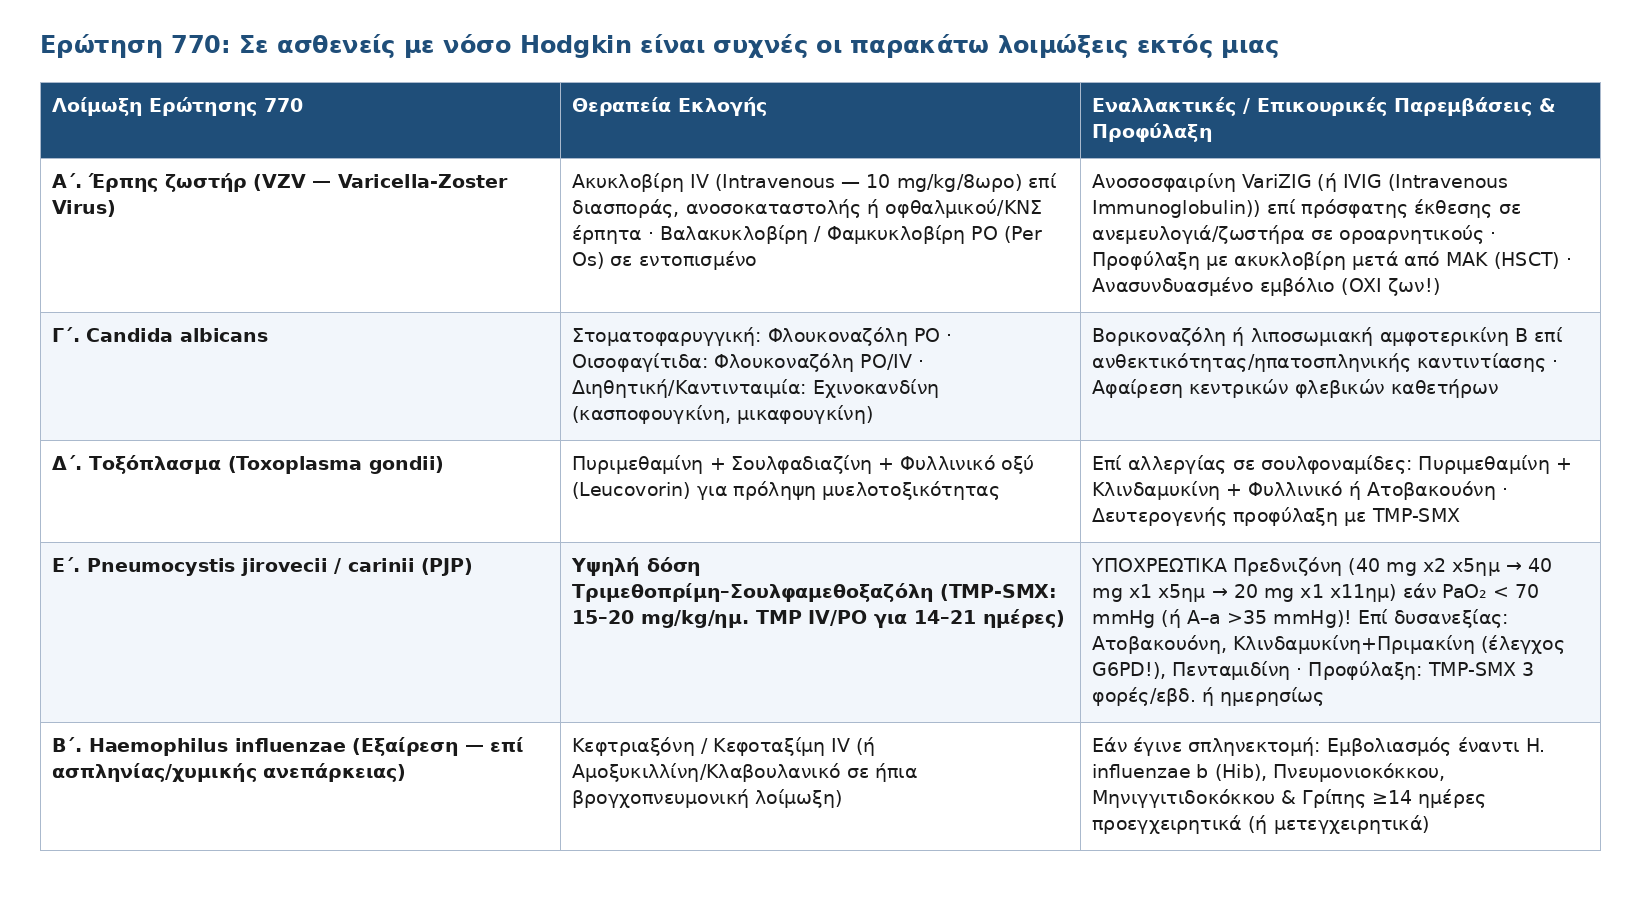 Ερώτηση 770: Σε ασθενείς με νόσο Hodgkin είναι συχνές οι παρακάτω λοιμώξεις εκτός μιας
Λοίμωξη Ερώτησης 770
Θεραπεία Εκλογής
Εναλλακτικές / Επικουρικές Παρεμβάσεις &
Προφύλαξη
Α΄. Έρπης ζωστήρ (VZV — Varicella-Zoster
Virus)
Ακυκλοβίρη IV (Intravenous — 10 mg/kg/8ωρο) επί
διασποράς, ανοσοκαταστολής ή οφθαλμικού/ΚΝΣ
έρπητα · Βαλακυκλοβίρη / Φαμκυκλοβίρη PO (Per
Os) σε εντοπισμένο
Ανοσοσφαιρίνη VariZIG (ή IVIG (Intravenous
Immunoglobulin)) επί πρόσφατης έκθεσης σε
ανεμευλογιά/ζωστήρα σε οροαρνητικούς ·
Προφύλαξη με ακυκλοβίρη μετά από ΜΑΚ (HSCT) ·
Ανασυνδυασμένο εμβόλιο (ΟΧΙ ζων!)
Γ΄. Candida albicans
Στοματοφαρυγγική: Φλουκοναζόλη PO ·
Οισοφαγίτιδα: Φλουκοναζόλη PO/IV ·
Διηθητική/Καντινταιμία: Εχινοκανδίνη
(κασποφουγκίνη, μικαφουγκίνη)
Βορικοναζόλη ή λιποσωμιακή αμφοτερικίνη Β επί
ανθεκτικότητας/ηπατοσπληνικής καντιντίασης ·
Αφαίρεση κεντρικών φλεβικών καθετήρων
Δ΄. Τοξόπλασμα (Toxoplasma gondii)
Πυριμεθαμίνη + Σουλφαδιαζίνη + Φυλλινικό οξύ
(Leucovorin) για πρόληψη μυελοτοξικότητας
Επί αλλεργίας σε σουλφοναμίδες: Πυριμεθαμίνη +
Κλινδαμυκίνη + Φυλλινικό ή Ατοβακουόνη ·
Δευτερογενής προφύλαξη με TMP-SMX
Ε΄. Pneumocystis jirovecii / carinii (PJP)
Υψηλή δόση
Τριμεθοπρίμη–Σουλφαμεθοξαζόλη (TMP-SMX:
15–20 mg/kg/ημ. TMP IV/PO για 14–21 ημέρες)
ΥΠΟΧΡΕΩΤΙΚΑ Πρεδνιζόνη (40 mg x2 x5ημ → 40
mg x1 x5ημ → 20 mg x1 x11ημ) εάν PaO₂ < 70
mmHg (ή A–a >35 mmHg)! Επί δυσανεξίας:
Ατοβακουόνη, Κλινδαμυκίνη+Πριμακίνη (έλεγχος
G6PD!), Πενταμιδίνη · Προφύλαξη: TMP-SMX 3
φορές/εβδ. ή ημερησίως
Β΄. Haemophilus influenzae (Εξαίρεση — επί
ασπληνίας/χυμικής ανεπάρκειας)
Κεφτριαξόνη / Κεφοταξίμη IV (ή
Αμοξυκιλλίνη/Κλαβουλανικό σε ήπια
βρογχοπνευμονική λοίμωξη)
Εάν έγινε σπληνεκτομή: Εμβολιασμός έναντι H.
influenzae b (Hib), Πνευμονιοκόκκου,
Μηνιγγιτιδοκόκκου & Γρίπης ≥14 ημέρες
προεγχειρητικά (ή μετεγχειρητικά)